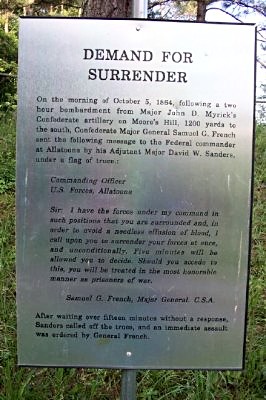 DEMAND FOR
SURRENDER
On the morning of October 5, 1864, following a two
hour bombardment from Major John D. Myrick's
Confederate artillery on Moore's Hill, 1200 yards to
the south, Confederate Major General Samuel G. French
sent the following message to the Federal commander
at Allatoona by his Adjutant Major David W. Sanders,
under a flag of truce:
Commanding Officer
U.S. Forces, Allatoona
Sir: I have the forces under my command in
such positions that you are surrounded and, in
order to avoid a needless effusion of blood, I
call upon you to surrender your forces at once,
and unconditionally. Five minutes will be
allowed you to decide. Should you accede to
this, you will be treated in the most honorable
manner as prisoners of war.
Samuel G. French, Major General. C.S.A.
After waiting over fifteen minutes without a response,
Sanders called off the truce, and an immediate assault
was ordered by General French.